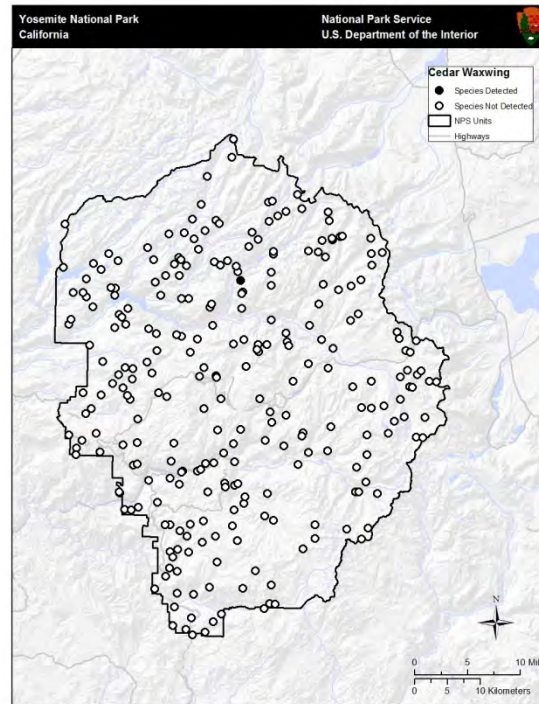 Yosemite National Park
California
National Park Service
U.S. Department of the Interior
Cedar Waxwing
Species Detected
Species Not Detected
NPS Units
Highways
N
0 5 10 Mil
0 5 10 Kilometers